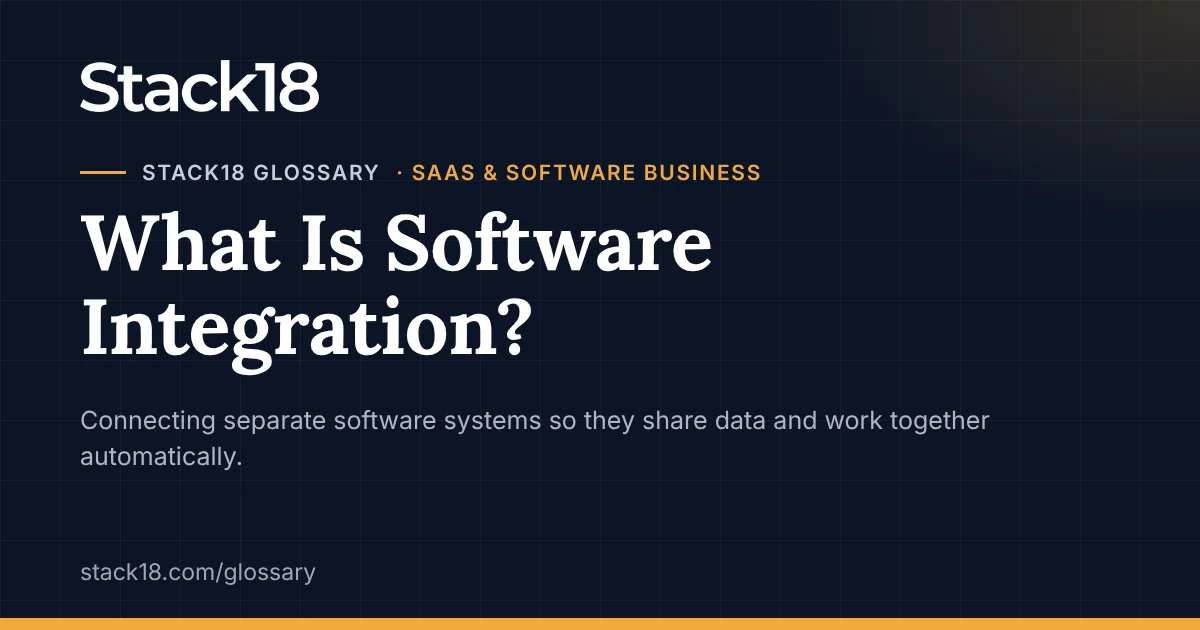 Stack18
STACK18 GLOSSARY · SAAS & SOFTWARE BUSINESS
What Is Software
Integration?
Connecting separate software systems so they share data and work together
automatically.
stack18.com/glossary